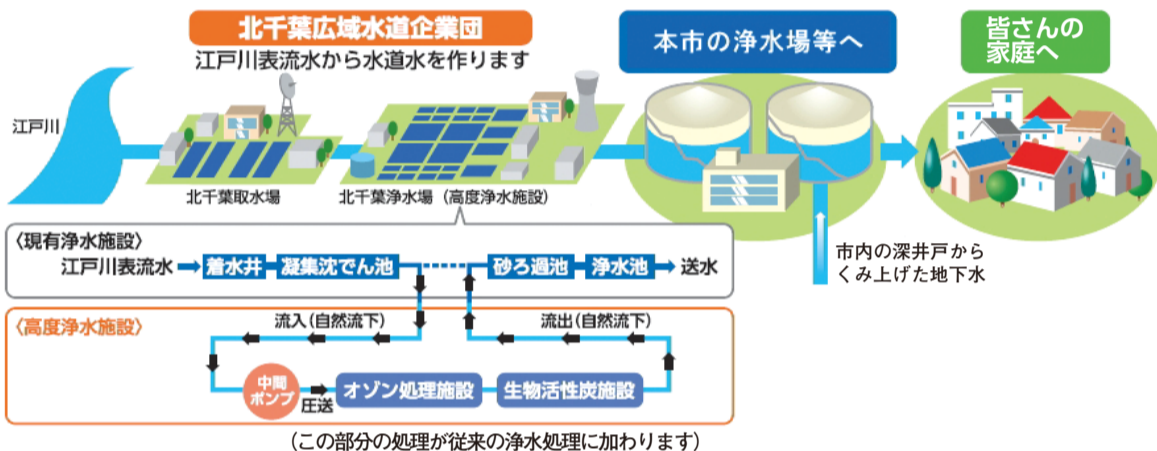 北千葉広域水道企業団
江戸川表流水から水道水を作ります
本市の浄水場等へ
皆さんの
家庭へ
江戸川
北千葉取水場
北千葉浄水場（高度浄水施設）
市内の深井戸から
くみ上げた地下水
〈現有浄水施設〉
江戸川表流水 着水井 凝集沈でん池 砂ろ過池 浄水池 送水
〈高度浄水施設〉
流入（自然流下） 流出（自然流下）
中間
ポンプ
圧送
オゾン処理施設 生物活性炭施設
（この部分の処理が従来の浄水処理に加わります）